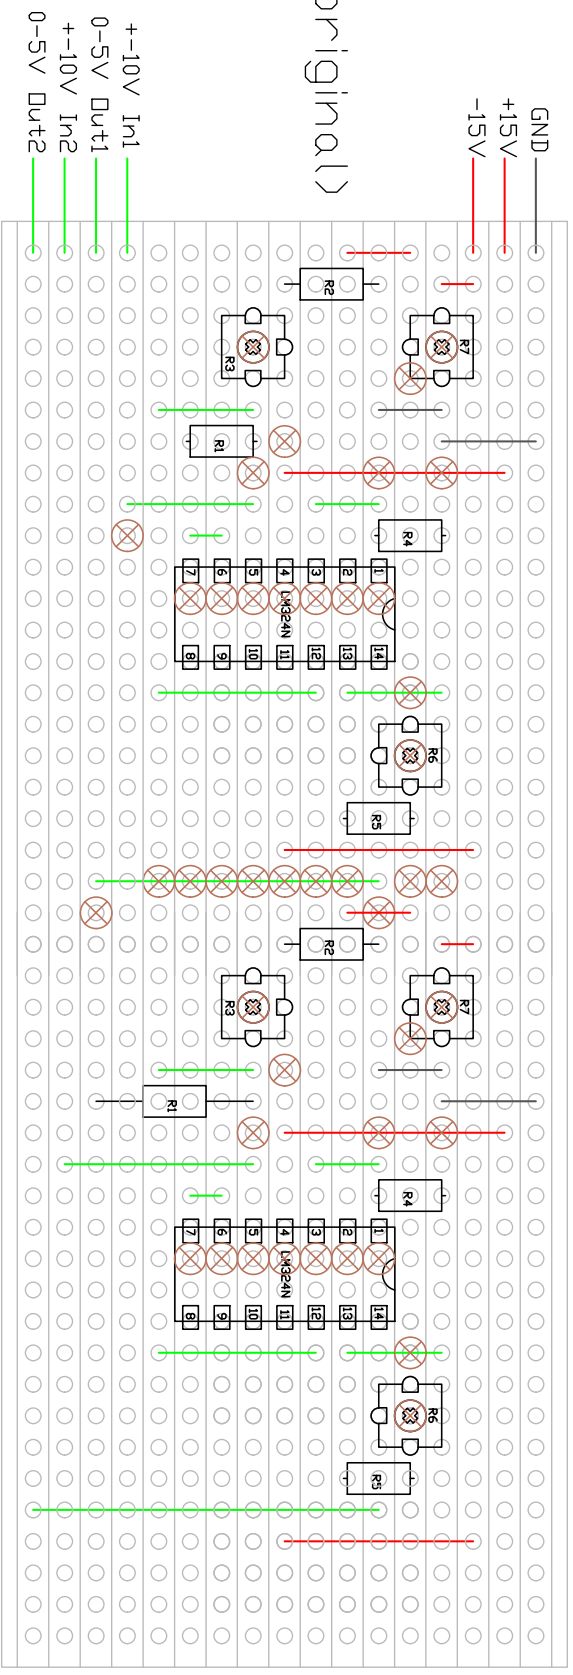 GND
+15V
-15V
original)
+-10V In1
0-5V Out1
+-10V In2
0-5V Out2
R2
R7
R3
R1
R4
1 14
2 13
3 12
4 LM324N 11
5 10
6 9
7 8
R6
R5
R2
R7
R3
R1
R4
1 14
2 13
3 12
4 LM324N 11
5 10
6 9
7 8
R6
R5